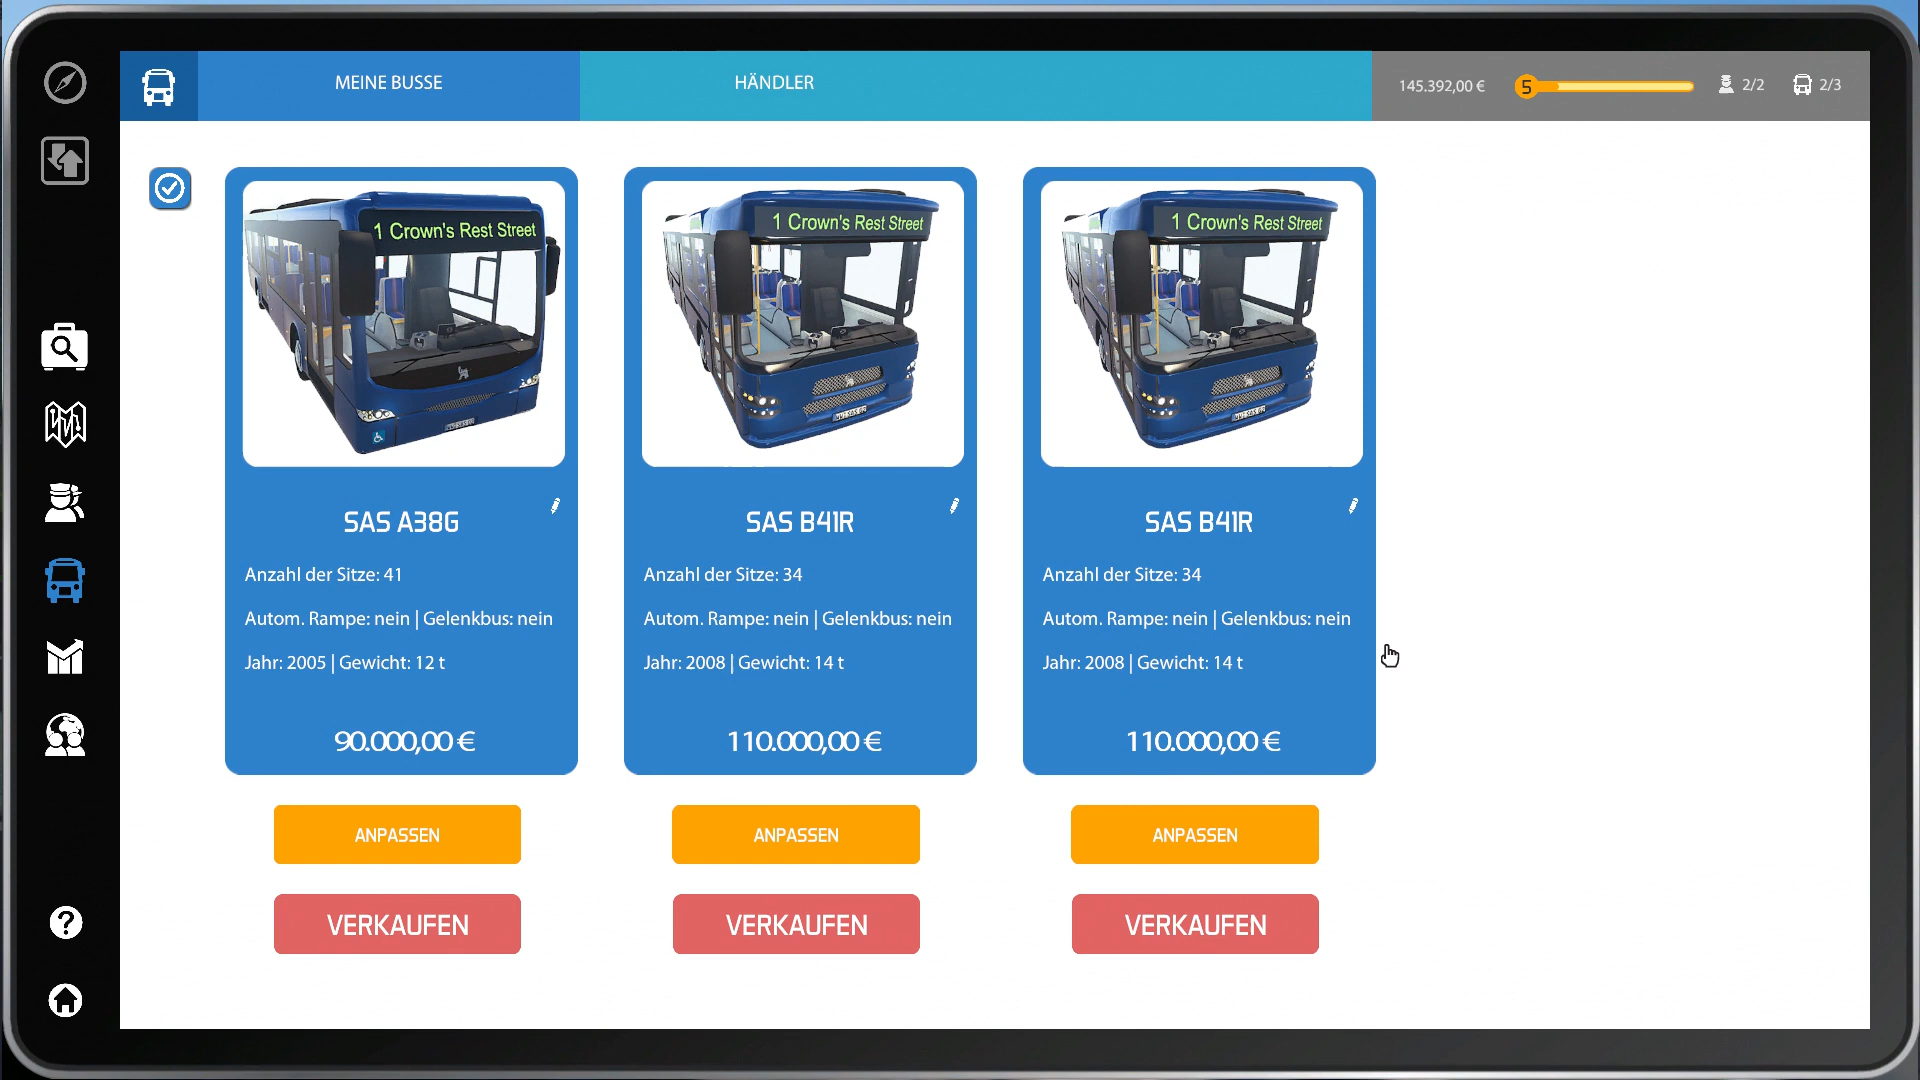 MEINE BUSSE
HÄNDLER
145.392,00 €
5
2/2
2/3
1 Crown's Rest Street
1 Crown's Rest Street
1 Crown's Rest Street
SAS A38G
Anzahl der Sitze: 41
Autom. Rampe: nein | Gelenkbus: nein
Jahr: 2005 | Gewicht: 12 t
90.000,00 €
ANPASSEN
VERKAUFEN
SAS B41R
Anzahl der Sitze: 34
Autom. Rampe: nein | Gelenkbus: nein
Jahr: 2008 | Gewicht: 14 t
110.000,00 €
ANPASSEN
VERKAUFEN
SAS B41R
Anzahl der Sitze: 34
Autom. Rampe: nein | Gelenkbus: nein
Jahr: 2008 | Gewicht: 14 t
110.000,00 €
ANPASSEN
VERKAUFEN